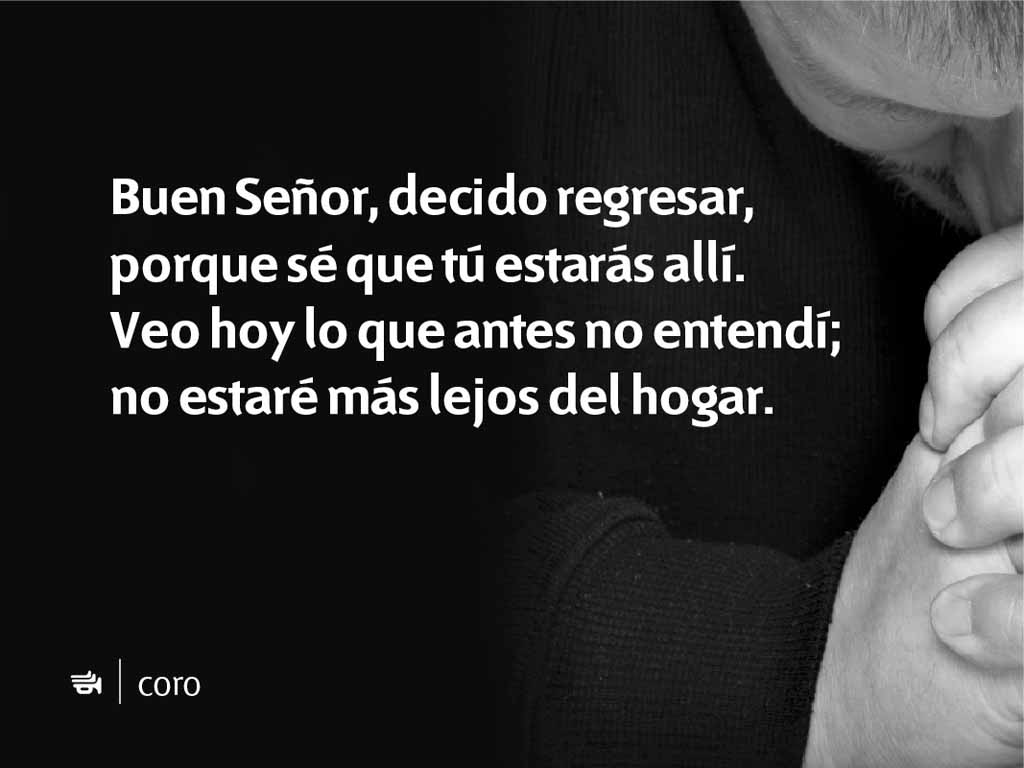 Buen Señor, decido regresar,
porque sé que tú estarás allí.
Veo hoy lo que antes no entendí;
no estaré más lejos del hogar.
coro